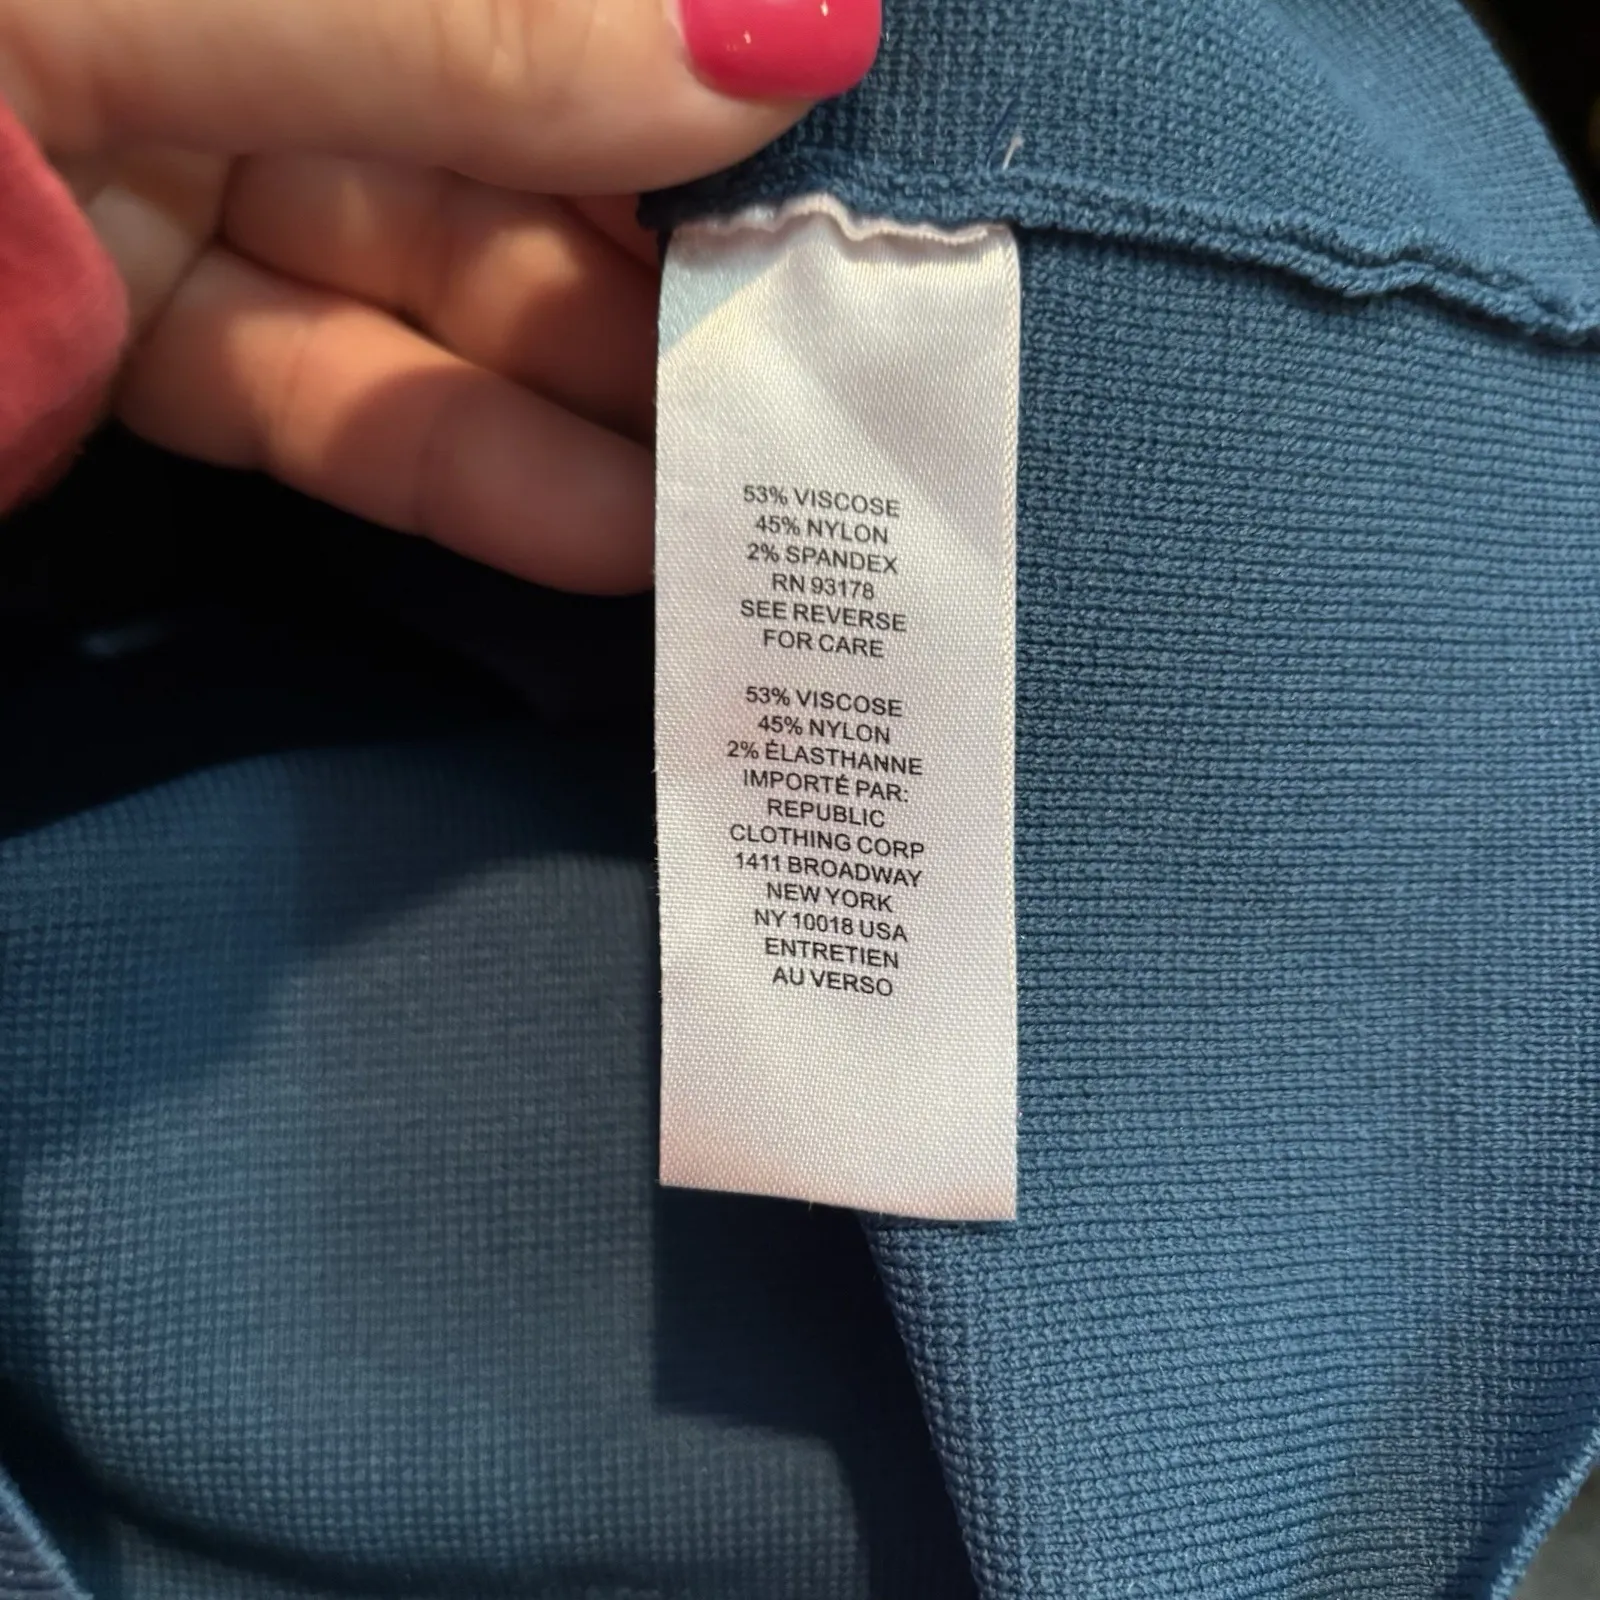 53% VISCOSE
45% NYLON
2% SPANDEX
RN 93178
SEE REVERSE
FOR CARE
53% VISCOSE
45% NYLON
2% ÉLASTHANNE
IMPORTÉ PAR:
REPUBLIC
CLOTHING CORP
1411 BROADWAY
NEW YORK
NY 10018 USA
ENTRETIEN
AU VERSO